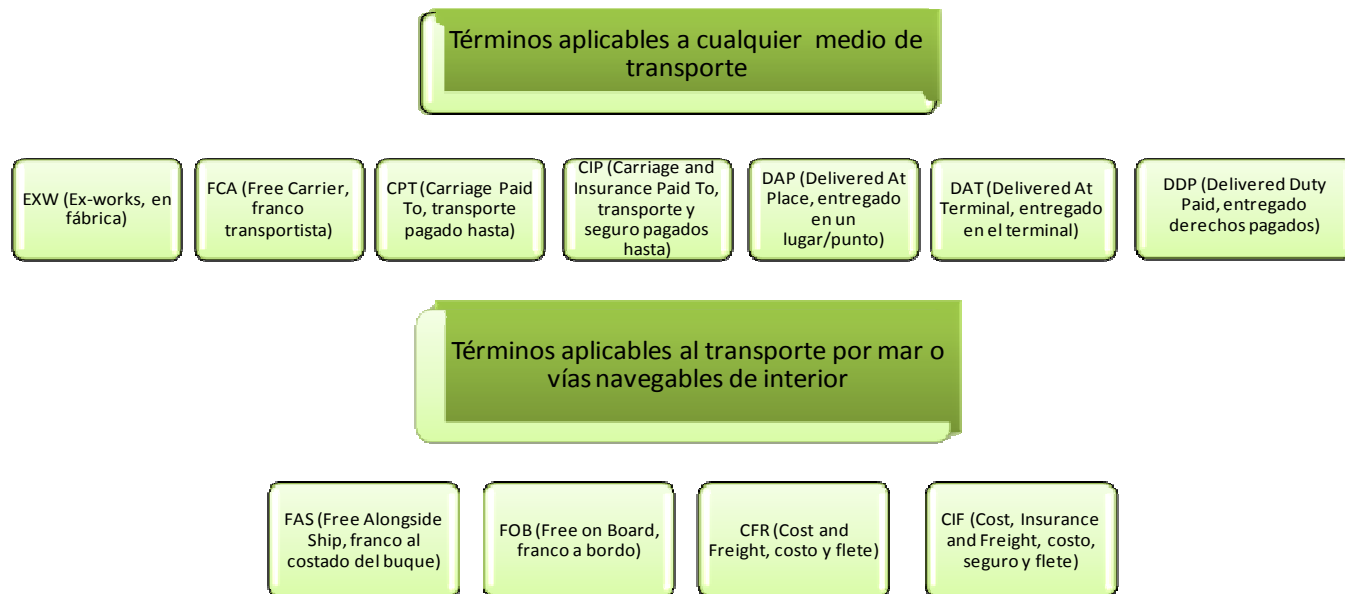 Términos aplicables a cualquier medio de
transporte
EXW (Ex-works, en
fábrica)
FCA (Free Carrier,
franco
transportista)
CPT (Carriage Paid
To, transporte
pagado hasta)
CIP (Carriage and
Insurance Paid To,
transporte y
seguro pagados
hasta)
DAP (Delivered At
Place, entregado
en un
lugar/punto)
DAT (Delivered At
Terminal, entregado
en el terminal)
DDP (Delivered Duty
Paid, entregado
derechos pagados)
Términos aplicables al transporte por mar o
vías navegables de interior
FAS (Free Alongside
Ship, franco al
costado del buque)
FOB (Free on Board,
franco a bordo)
CFR (Cost and
Freight, costo y flete)
CIF (Cost, Insurance
and Freight, costo,
seguro y flete)